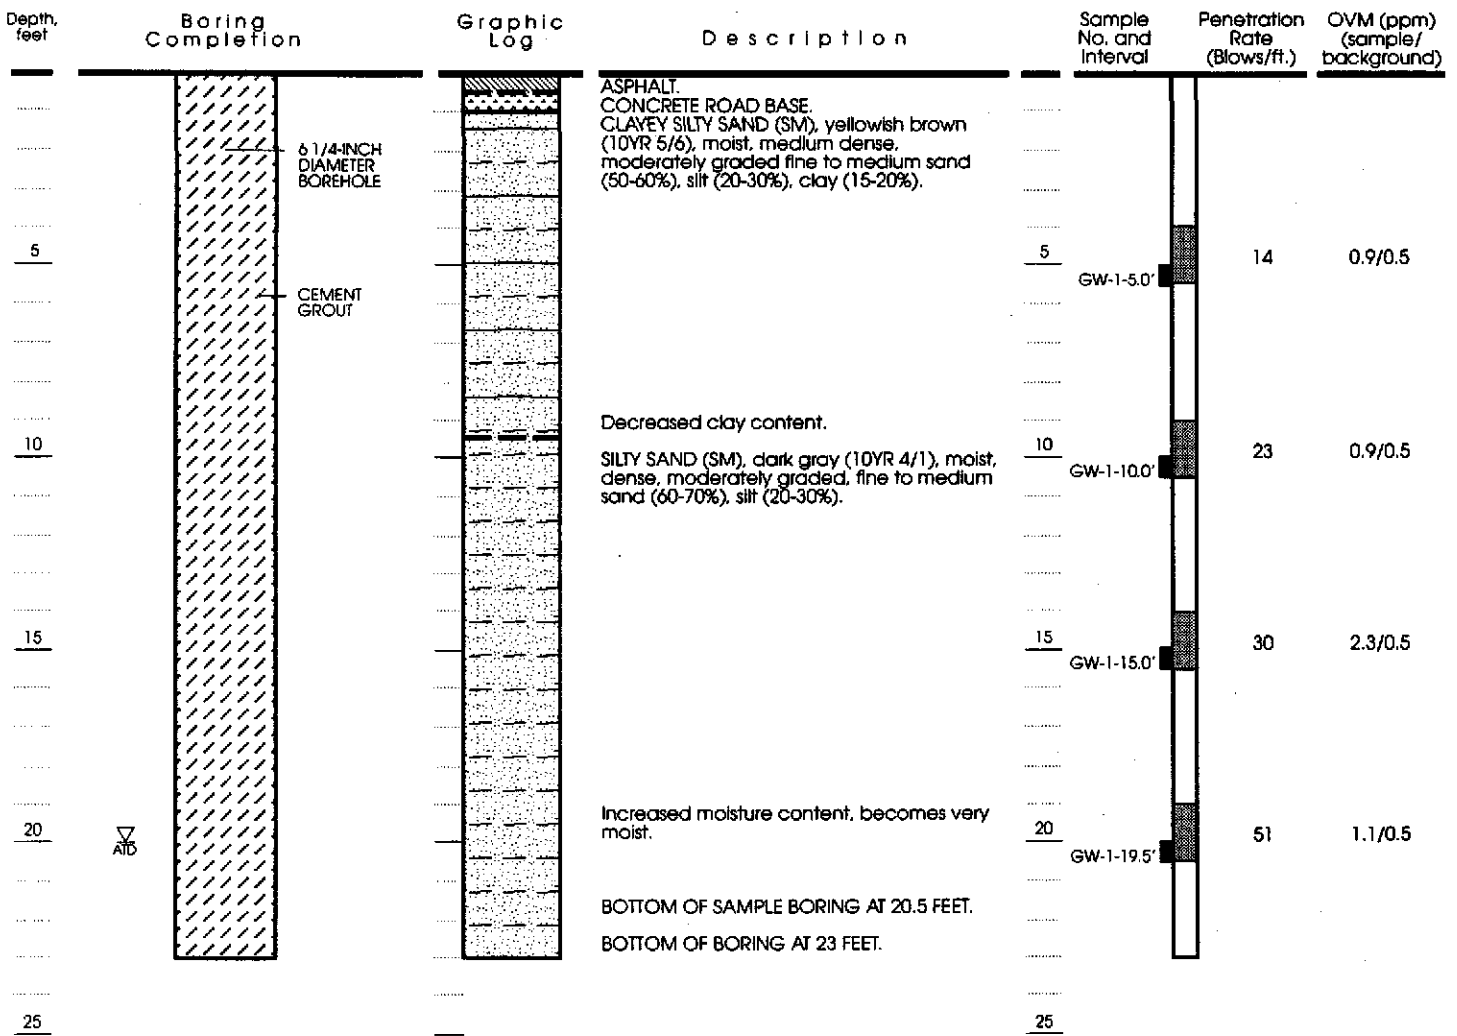 Depth, feet
Boring Completion
Graphic Log
Description
Sample No. and Interval
Penetration Rate (Blows/ft.)
OVM (ppm) (sample/ background)
ASPHALT.
CONCRETE ROAD BASE.
CLAYEY SILTY SAND (SM), yellowish brown
(10YR 5/6), moist, medium dense,
moderately graded fine to medium sand
(50-60%), silt (20-30%), clay (15-20%).
6 1/4-INCH
DIAMETER
BOREHOLE
5
5
GW-1-5.0'
14
0.9/0.5
CEMENT
GROUT
Decreased clay content.
10
10
GW-1-10.0'
23
0.9/0.5
SILTY SAND (SM), dark gray (10YR 4/1), moist,
dense, moderately graded, fine to medium
sand (60-70%), silt (20-30%).
15
15
GW-1-15.0'
30
2.3/0.5
Increased moisture content, becomes very
moist.
20
ATD
20
GW-1-19.5'
51
1.1/0.5
BOTTOM OF SAMPLE BORING AT 20.5 FEET.
BOTTOM OF BORING AT 23 FEET.
25
25